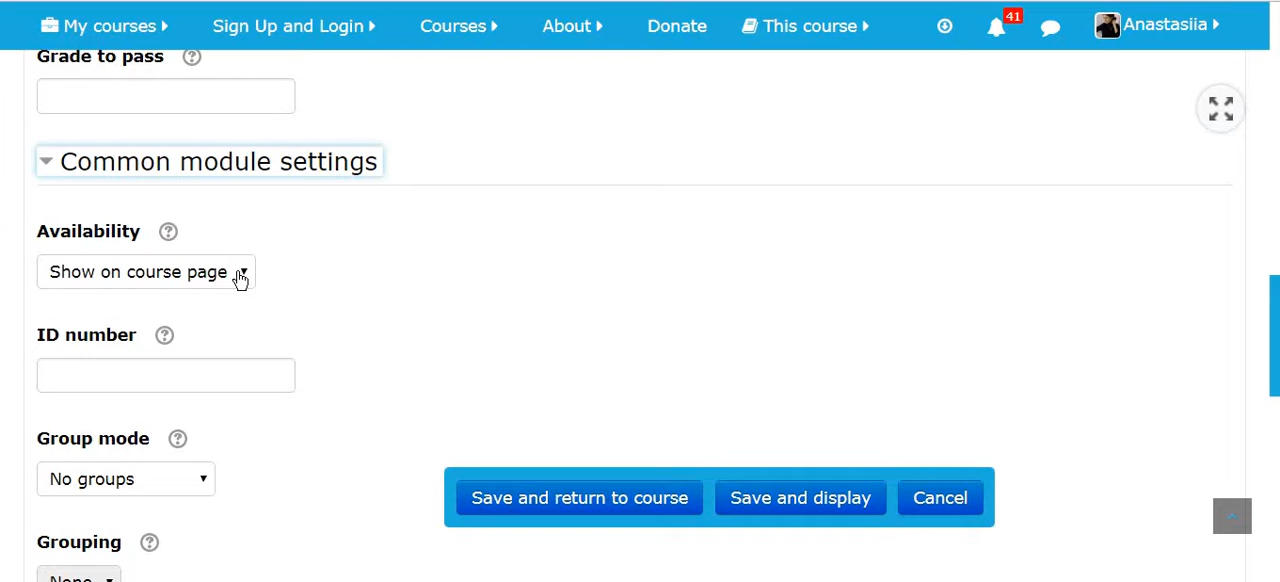 My courses Sign Up and Login Courses About Donate This course 41 Anastasiia
Grade to pass
Common module settings
Availability
Show on course page
ID number
Group mode
No groups
Save and return to course Save and display Cancel
Grouping
None